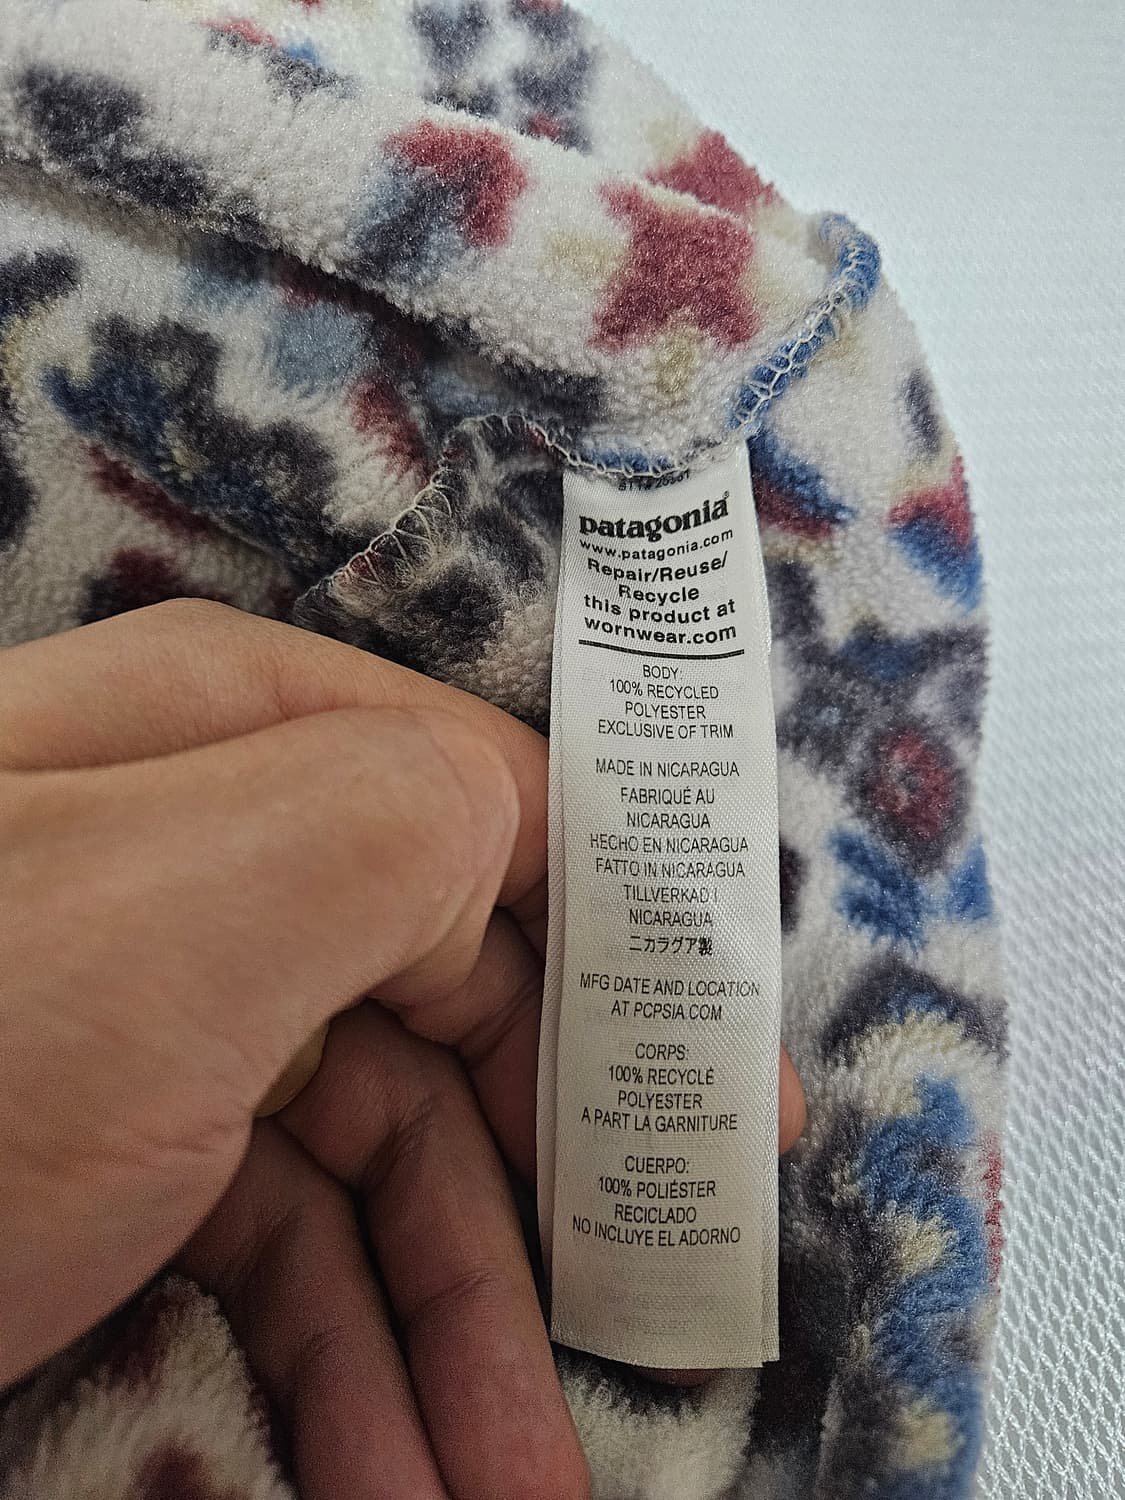 patagonia®
www.patagonia.com
Repair/Reuse/
Recycle
this product at
wornwear.com
BODY:
100% RECYCLED
POLYESTER
EXCLUSIVE OF TRIM
MADE IN NICARAGUA
FABRIQUÉ AU
NICARAGUA
HECHO EN NICARAGUA
FATTO IN NICARAGUA
TILLVERKAD I
NICARAGUA
ニカラグア製
MFG DATE AND LOCATION
AT PCPSIA.COM
CORPS:
100% RECYCLÉ
POLYESTER
A PART LA GARNITURE
CUERPO:
100% POLIÉSTER
RECICLADO
NO INCLUYE EL ADORNO